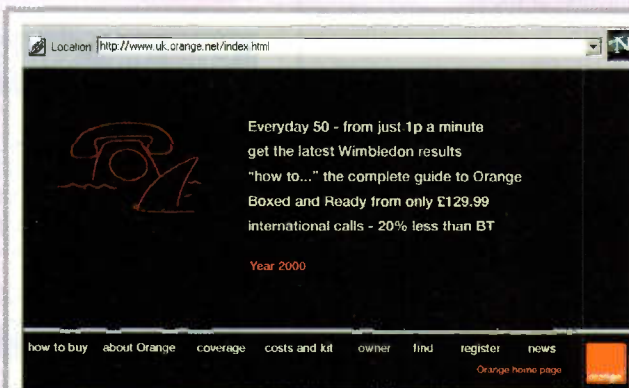 Location http://www.uk.orange.net/index.html
N
Everyday 50 - from just 1p a minute
get the latest Wimbledon results
"how to..." the complete guide to Orange
Boxed and Ready from only £129.99
international calls - 20% less than BT
Year 2000
how to buy about Orange coverage costs and kit owner find register news
Orange home page
orange